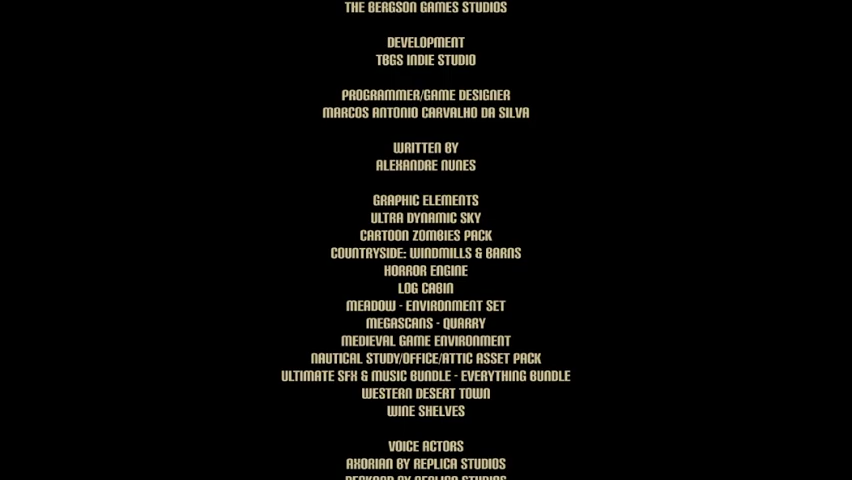 THE BERGSON GAMES STUDIOS
DEVELOPMENT
TBGS INDIE STUDIO
PROGRAMMER/GAME DESIGNER
MARCOS ANTONIO CARVALHO DA SILVA
WRITTEN BY
ALEXANDRE NUNES
GRAPHIC ELEMENTS
ULTRA DYNAMIC SKY
CARTOON ZOMBIES PACK
COUNTRYSIDE: WINDMILLS & BARNS
HORROR ENGINE
LOG CABIN
MEADOW - ENVIRONMENT SET
MEGASCANS - QUARRY
MEDIEVAL GAME ENVIRONMENT
NAUTICAL STUDY/OFFICE/ATTIC ASSET PACK
ULTIMATE SFX & MUSIC BUNDLE - EVERYTHING BUNDLE
WESTERN DESERT TOWN
WINE SHELVES
VOICE ACTORS
AXORIAN BY REPLICA STUDIOS
BY REPLICA STUDIOS